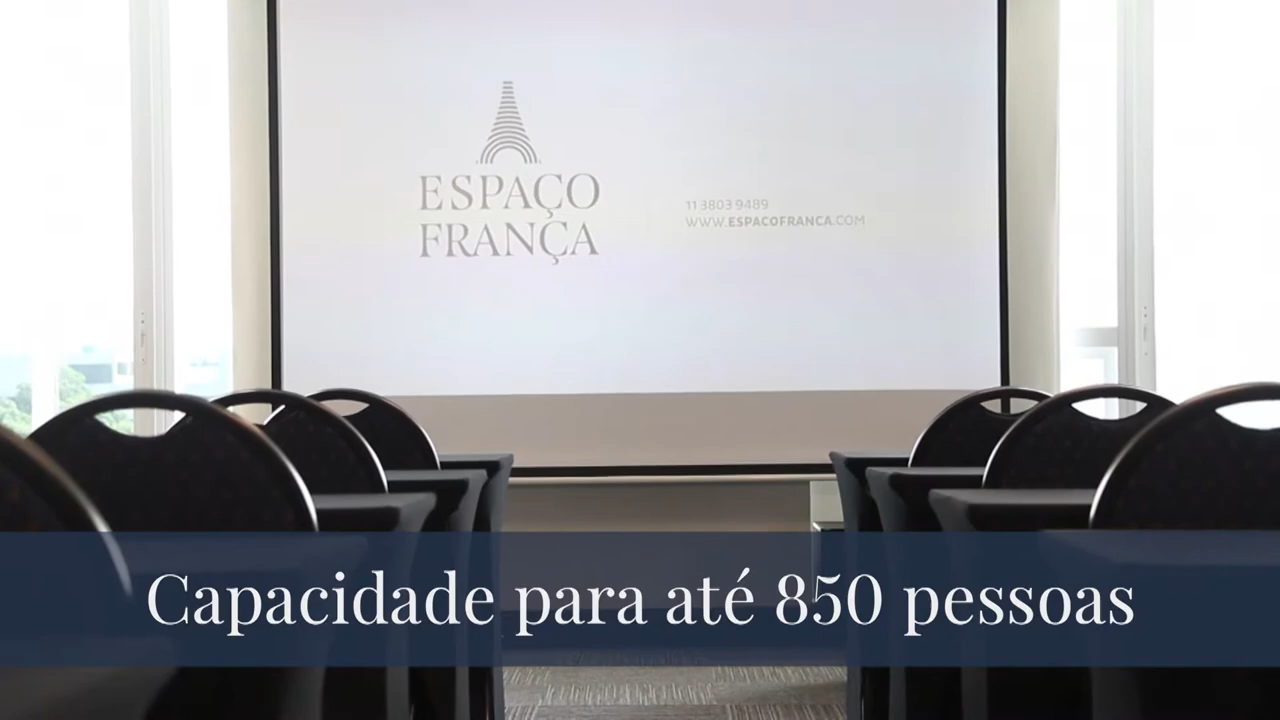 ESPAÇO
FRANÇA
11 3803 9489
WWW.ESPACOFRANCA.COM
Capacidade para até 850 pessoas